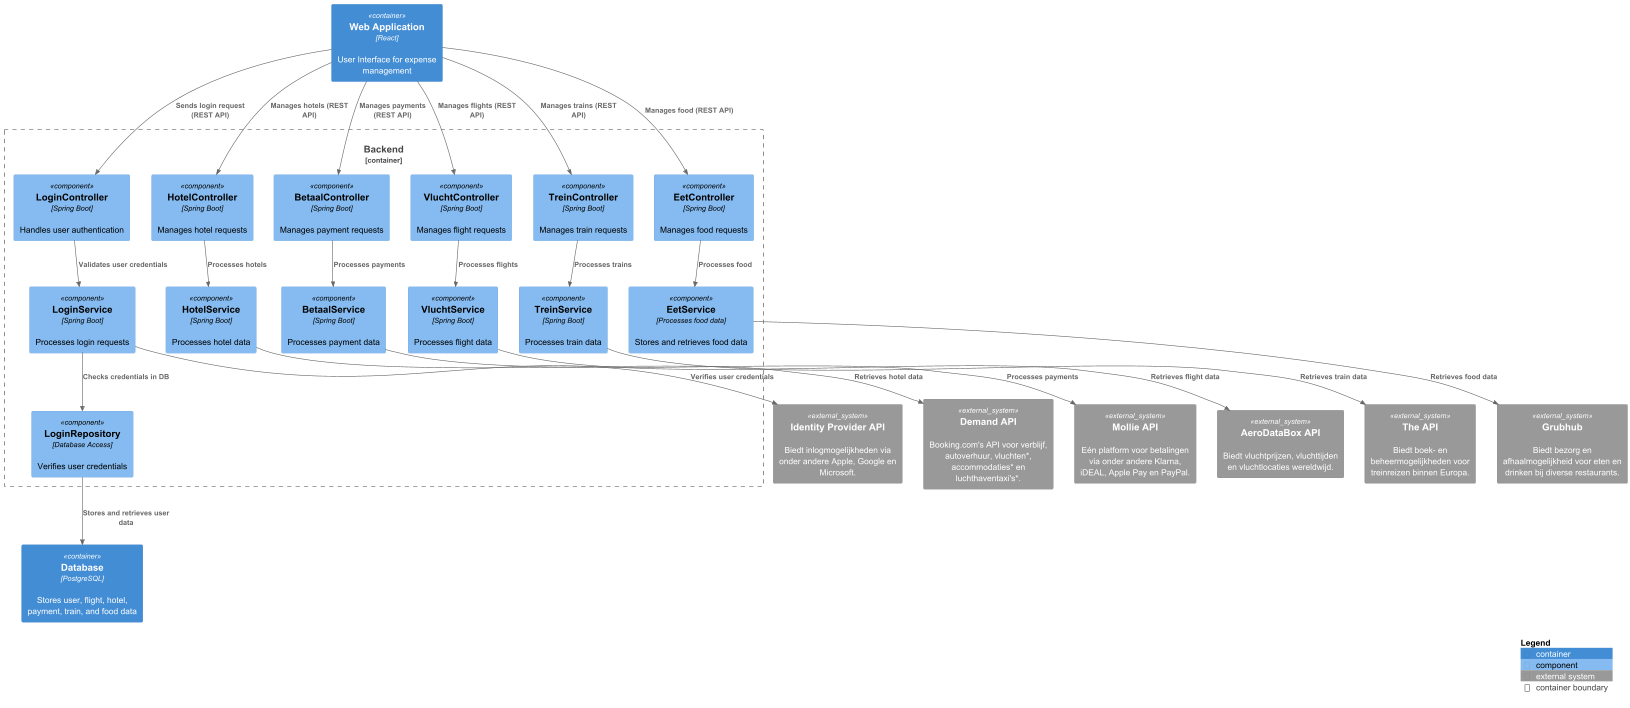 «container»
Web Application
[React]
User Interface for expense
management
Sends login request
(REST API)
Manages hotels (REST
API)
Manages payments
(REST API)
Manages flights (REST
API)
Manages trains (REST
API)
Manages food (REST API)
Backend
[container]
«component»
LoginController
[Spring Boot]
Handles user authentication
«component»
HotelController
[Spring Boot]
Manages hotel requests
«component»
BetaalController
[Spring Boot]
Manages payment requests
«component»
VluchtController
[Spring Boot]
Manages flight requests
«component»
TreinController
[Spring Boot]
Manages train requests
«component»
EetController
[Spring Boot]
Manages food requests
Validates user credentials
Processes hotels
Processes payments
Processes flights
Processes trains
Processes food
«component»
LoginService
[Spring Boot]
Processes login requests
«component»
HotelService
[Spring Boot]
Processes hotel data
«component»
BetaalService
[Spring Boot]
Processes payment data
«component»
VluchtService
[Spring Boot]
Processes flight data
«component»
TreinService
[Spring Boot]
Processes train data
«component»
EetService
[Processes food data]
Stores and retrieves food data
Checks credentials in DB
Verifies user credentials
Retrieves hotel data
Processes payments
Retrieves flight data
Retrieves train data
Retrieves food data
«component»
LoginRepository
[Database Access]
Verifies user credentials
«external_system»
Identity Provider API
Biedt inlogmogelijkheden via
onder andere Apple, Google en
Microsoft.
«external_system»
Demand API
Booking.com's API voor verblijf,
autoverhuur, vluchten*,
accommodaties* en
luchthaventaxi's*.
«external_system»
Mollie API
Eén platform voor betalingen
via onder andere Klarna,
iDEAL, Apple Pay en PayPal.
«external_system»
AeroDataBox API
Biedt vluchtprijzen, vluchttijden
en vluchtlocaties wereldwijd.
«external_system»
The API
Biedt boek- en
beheermogelijkheden voor
treinreizen binnen Europa.
«external_system»
Grubhub
Biedt bezorg en
afhaalmogelijkheid voor eten en
drinken bij diverse restaurants.
Stores and retrieves user
data
«container»
Database
[PostgreSQL]
Stores user, flight, hotel,
payment, train, and food data
Legend
container
component
external system
container boundary